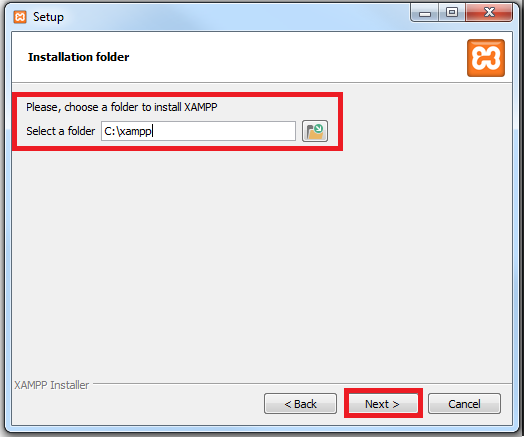 Setup
Installation folder
Please, choose a folder to install XAMPP
Select a folder C:\xampp
XAMPP Installer
< Back Next > Cancel